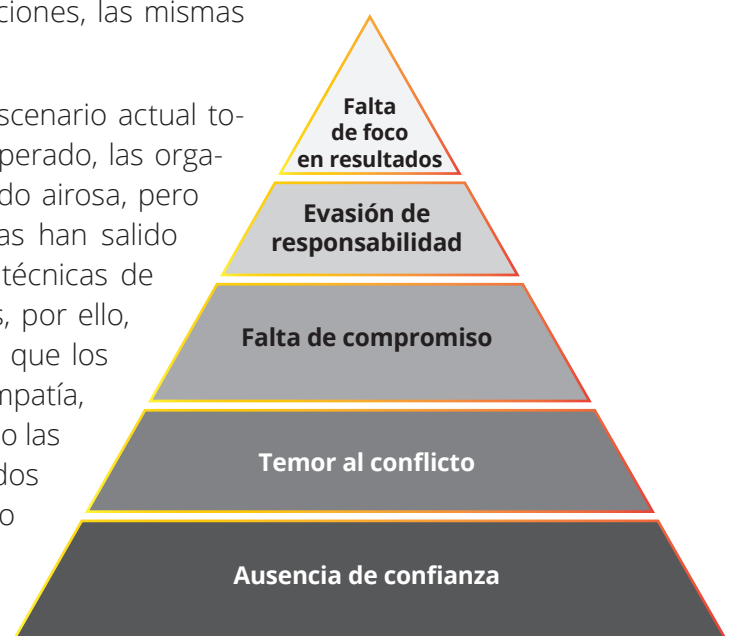 ciones, las mismas
scenario actual to-
perado, las orga-
do airosa, pero
as han salido
técnicas de
s, por ello,
que los
mpatía,
o las
dos
o
Falta
de foco
en resultados
Evasión de
responsabilidad
Falta de compromiso
Temor al conflicto
Ausencia de confianza